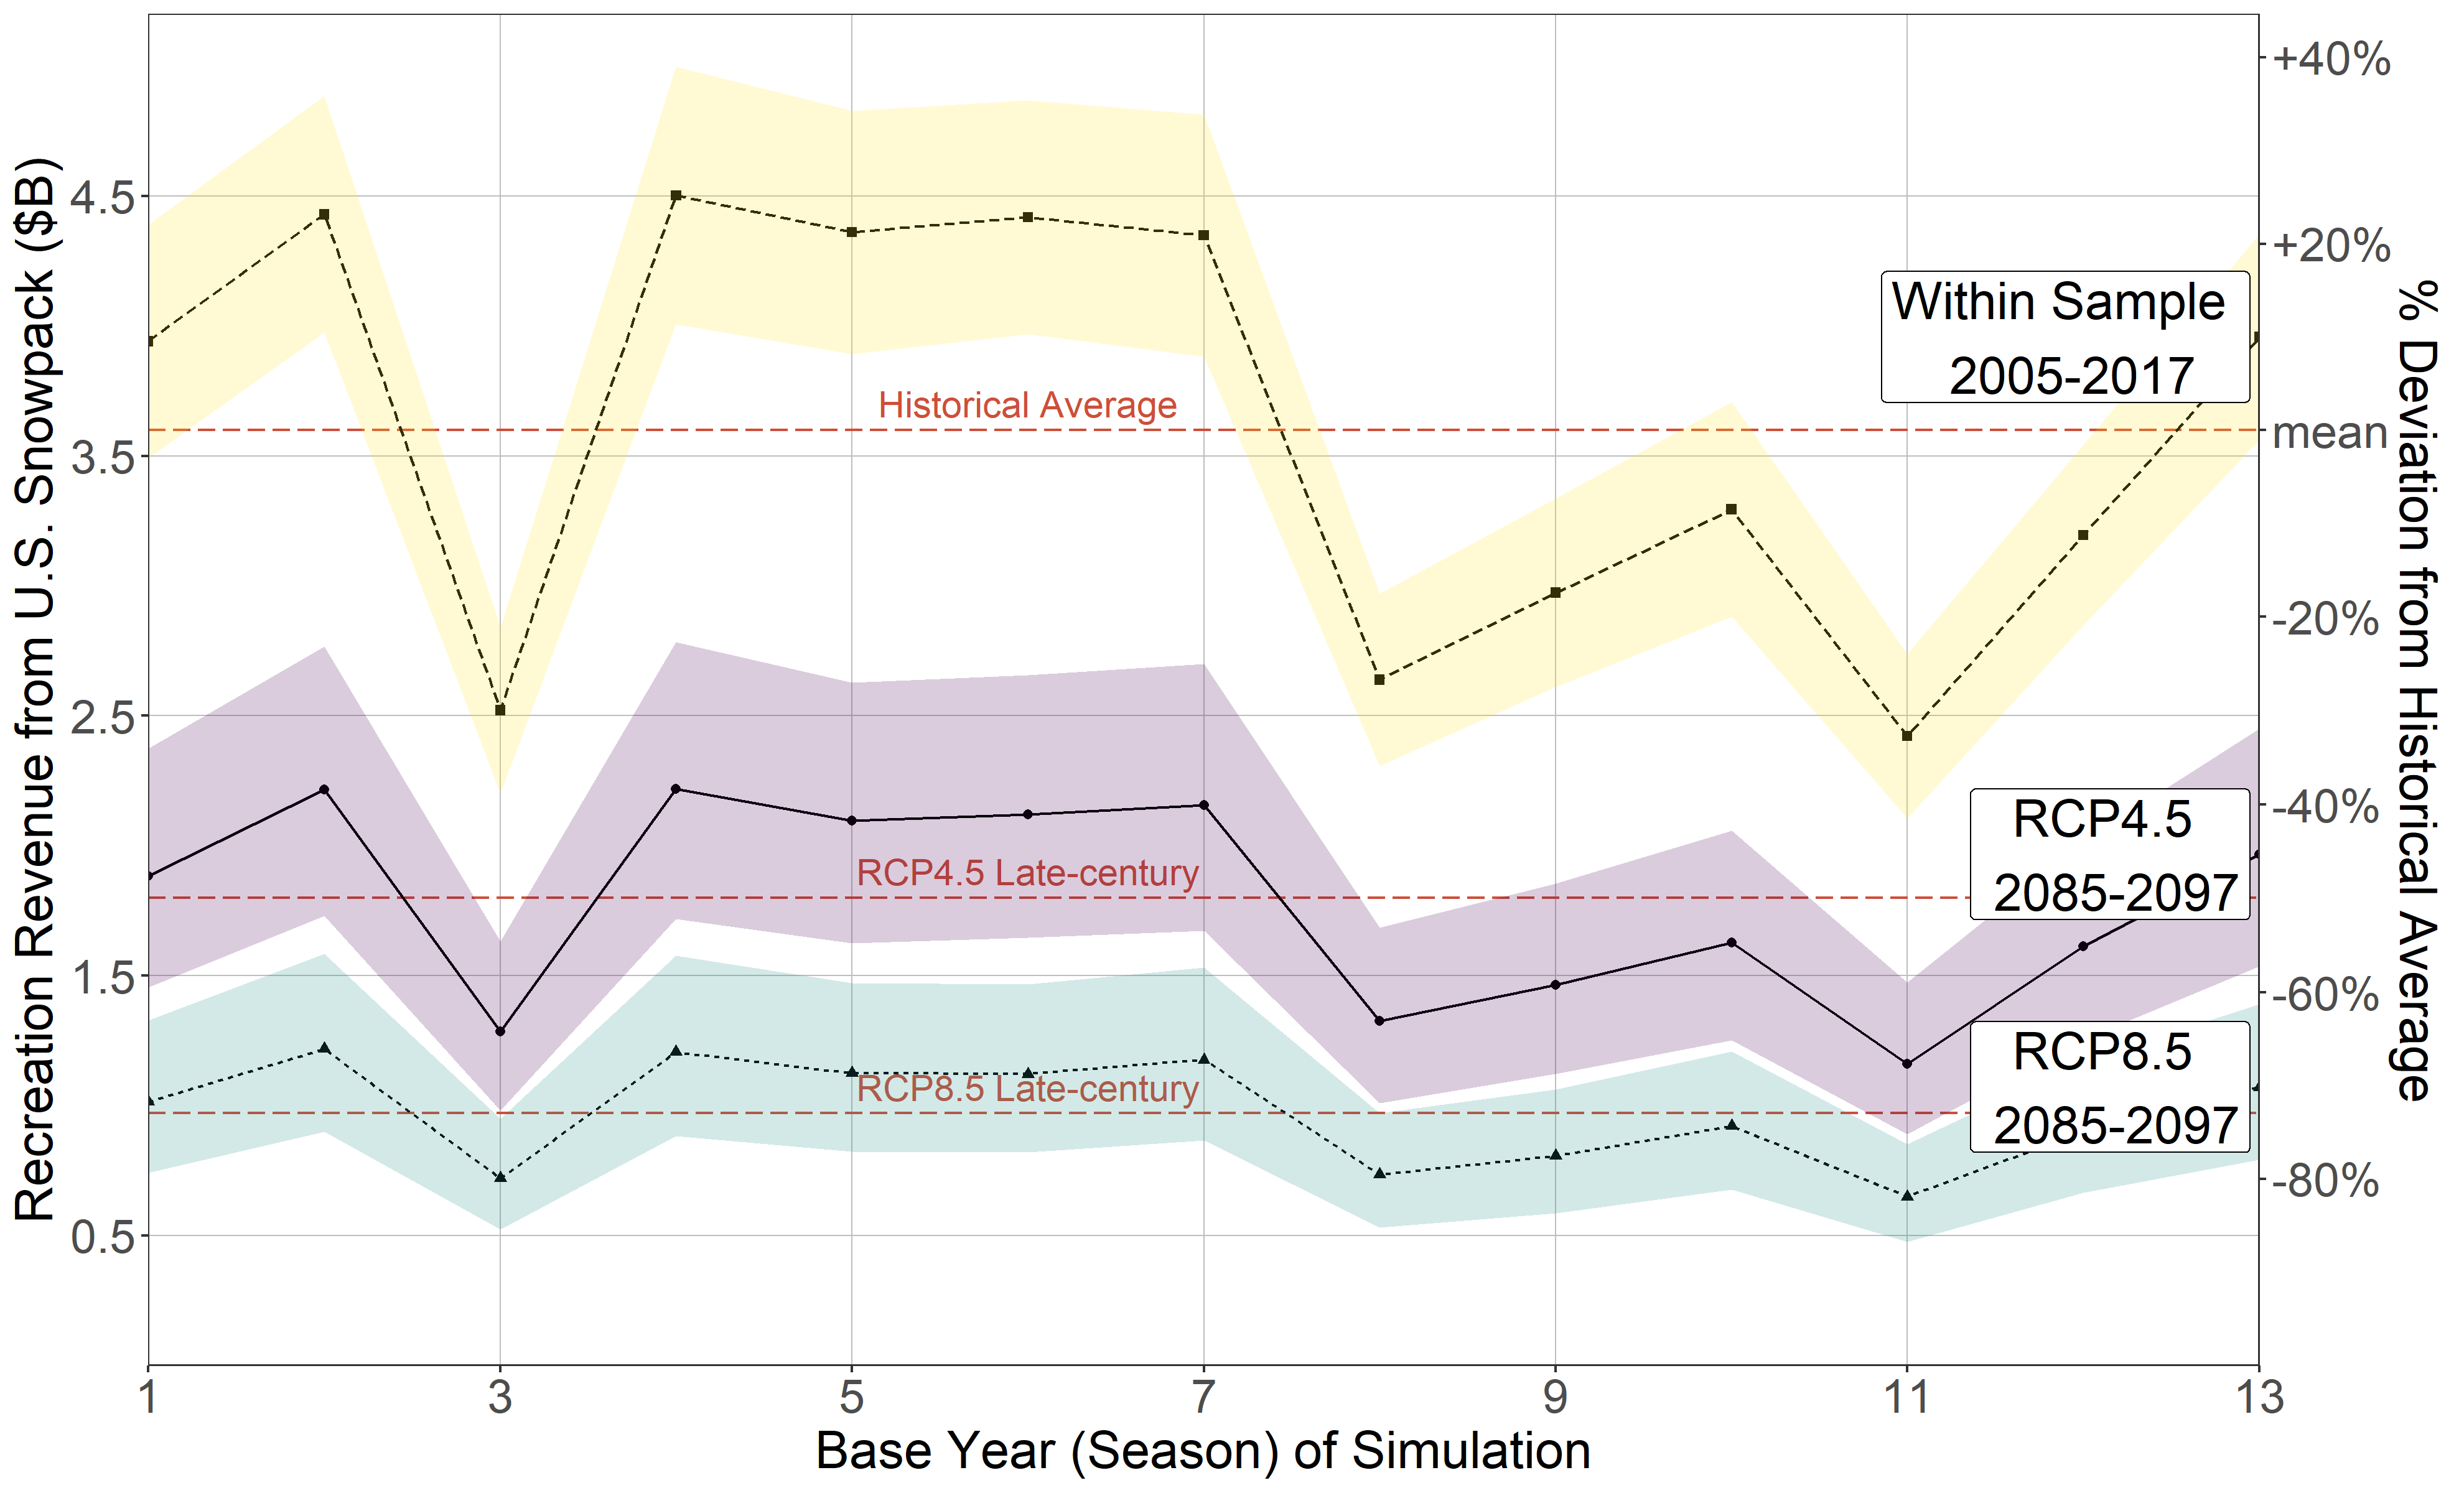 Recreation Revenue from U.S. Snowpack ($B)
4.5
3.5
2.5
1.5
0.5
+40%
+20%
mean
-20%
-40%
-60%
-80%
% Deviation from Historical Average
Within Sample
2005-2017
Historical Average
RCP4.5
2085-2097
RCP4.5 Late-century
RCP8.5
2085-2097
RCP8.5 Late-century
1
3
5
7
9
11
13
Base Year (Season) of Simulation